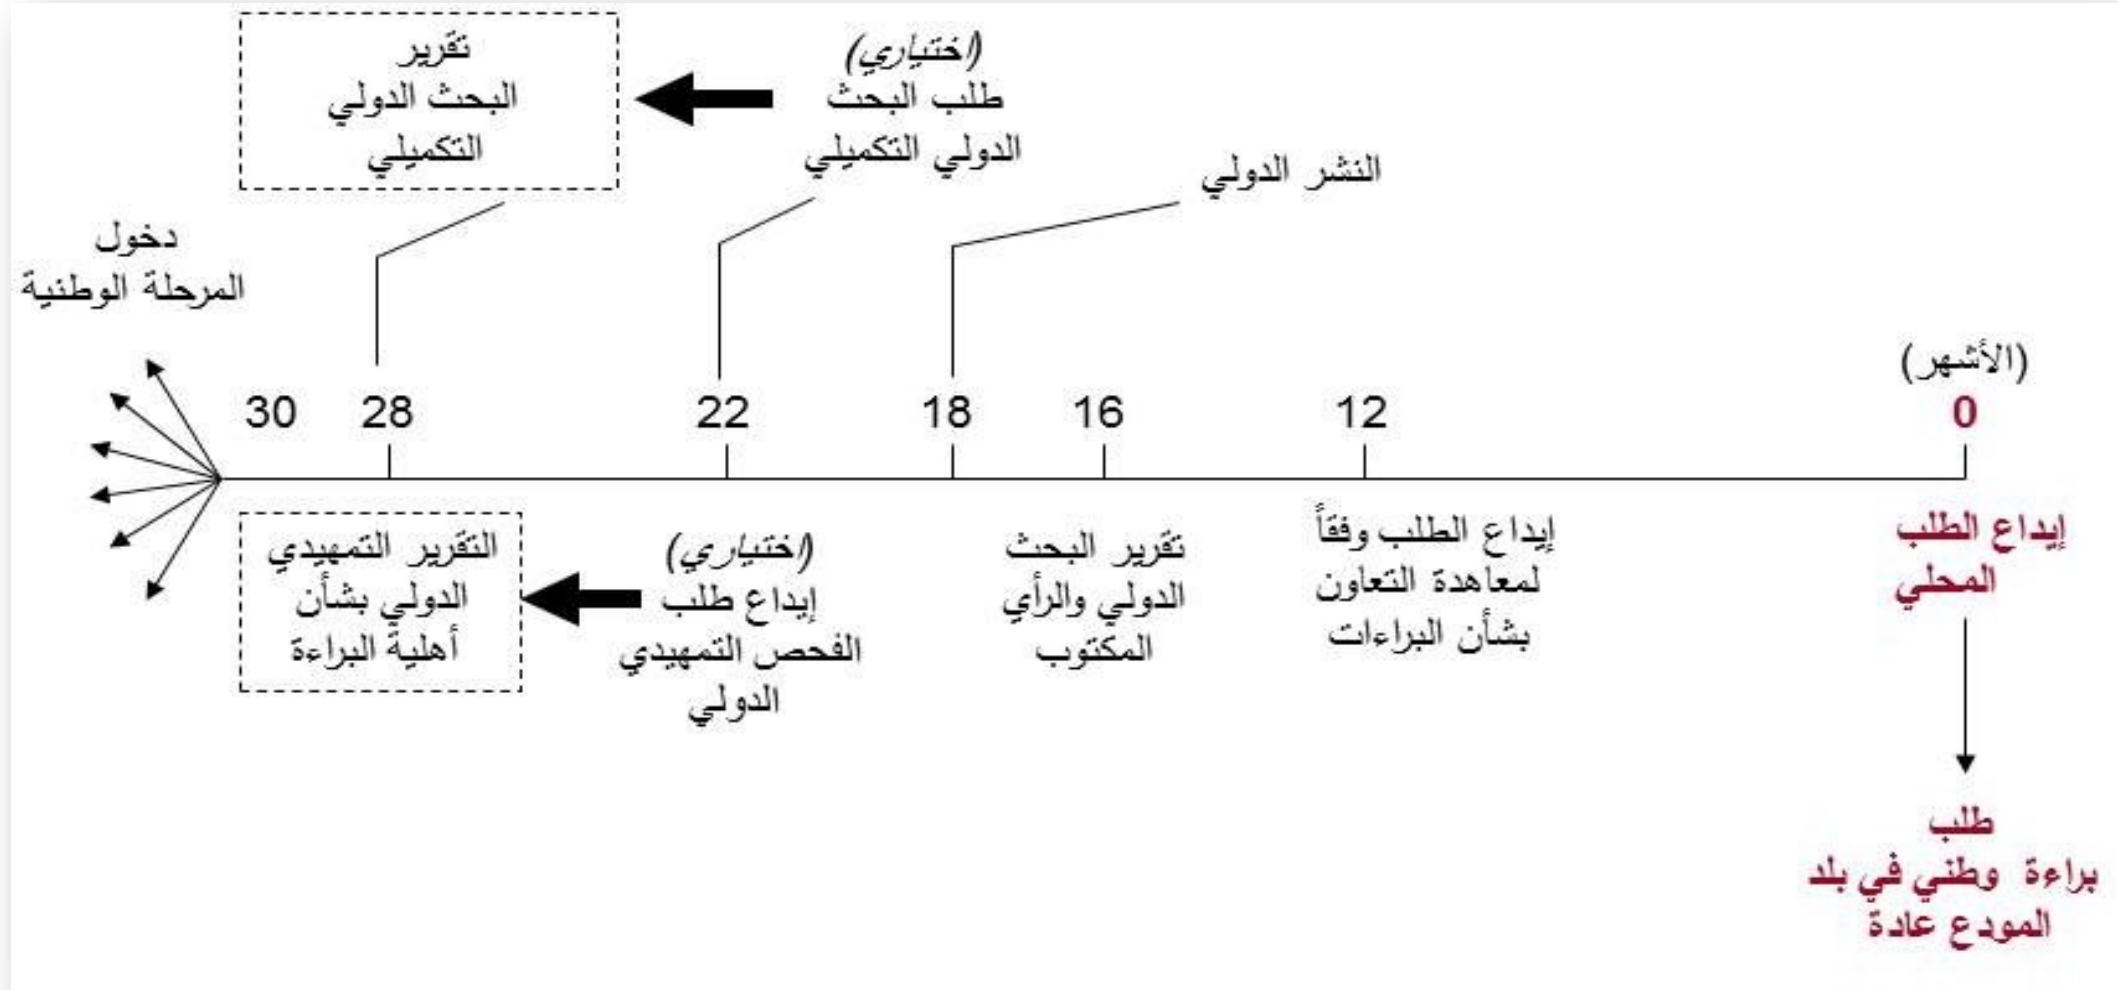 تقرير
البحث الدولي
التكميلي
(اختياري)
طلب البحث
الدولي التكميلي
النشر الدولي
دخول
المرحلة الوطنية
(الأشهر)
0
12
16
18
22
28
30
إيداع الطلب
المحلي
إيداع الطلب وفقاً
لمعاهدة التعاون
بشأن البراءات
تقرير البحث
الدولي والرأي
المكتوب
(اختياري)
إيداع طلب
الفحص التمهيدي
الدولي
التقرير التمهيدي
الدولي بشأن
أهلية البراءة
طلب
براءة وطني في بلد
المودع عادة